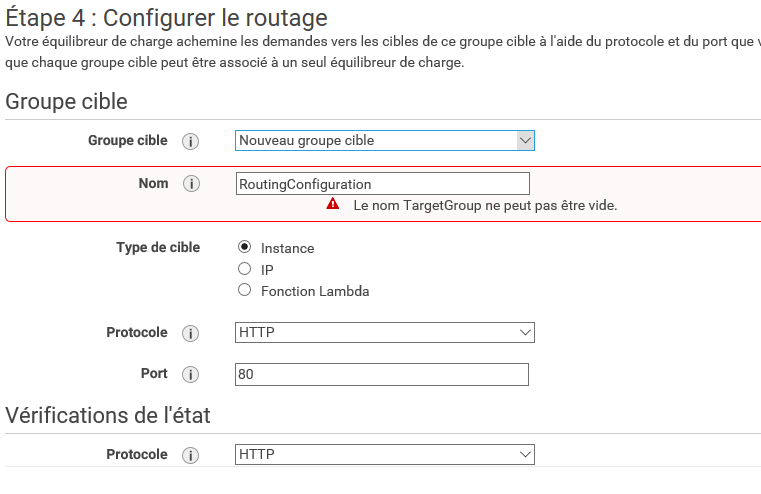 Étape 4 : Configurer le routage
Votre équilibreur de charge achemine les demandes vers les cibles de ce groupe cible à l'aide du protocole et du port que
que chaque groupe cible peut être associé à un seul équilibreur de charge.
Groupe cible
Groupe cible i Nouveau groupe cible
Nom i RoutingConfiguration
Le nom TargetGroup ne peut pas être vide.
Type de cible Instance
IP
Fonction Lambda
Protocole i HTTP
Port i 80
Vérifications de l'état
Protocole i HTTP